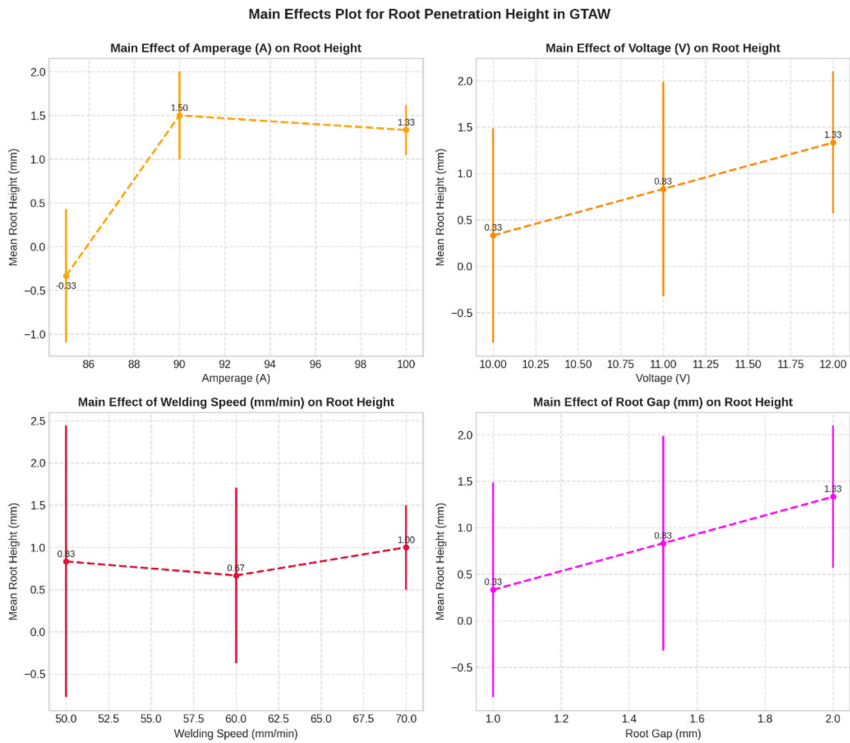 Main Effects Plot for Root Penetration Height in GTAW
Main Effect of Amperage (A) on Root Height
Mean Root Height (mm)
2.0
1.5
1.0
0.5
0.0
−0.5
−1.0
-0.33
1.50
1.33
86 88 90 92 94 96 98 100
Amperage (A)
Main Effect of Voltage (V) on Root Height
Mean Root Height (mm)
2.0
1.5
1.0
0.5
0.0
−0.5
0.33
0.83
1.33
10.00 10.25 10.50 10.75 11.00 11.25 11.50 11.75 12.00
Voltage (V)
Main Effect of Welding Speed (mm/min) on Root Height
Mean Root Height (mm)
2.5
2.0
1.5
1.0
0.5
0.0
−0.5
0.83
0.67
1.00
50.0 52.5 55.0 57.5 60.0 62.5 65.0 67.5 70.0
Welding Speed (mm/min)
Main Effect of Root Gap (mm) on Root Height
Mean Root Height (mm)
2.0
1.5
1.0
0.5
0.0
−0.5
0.33
0.83
1.33
1.0 1.2 1.4 1.6 1.8 2.0
Root Gap (mm)